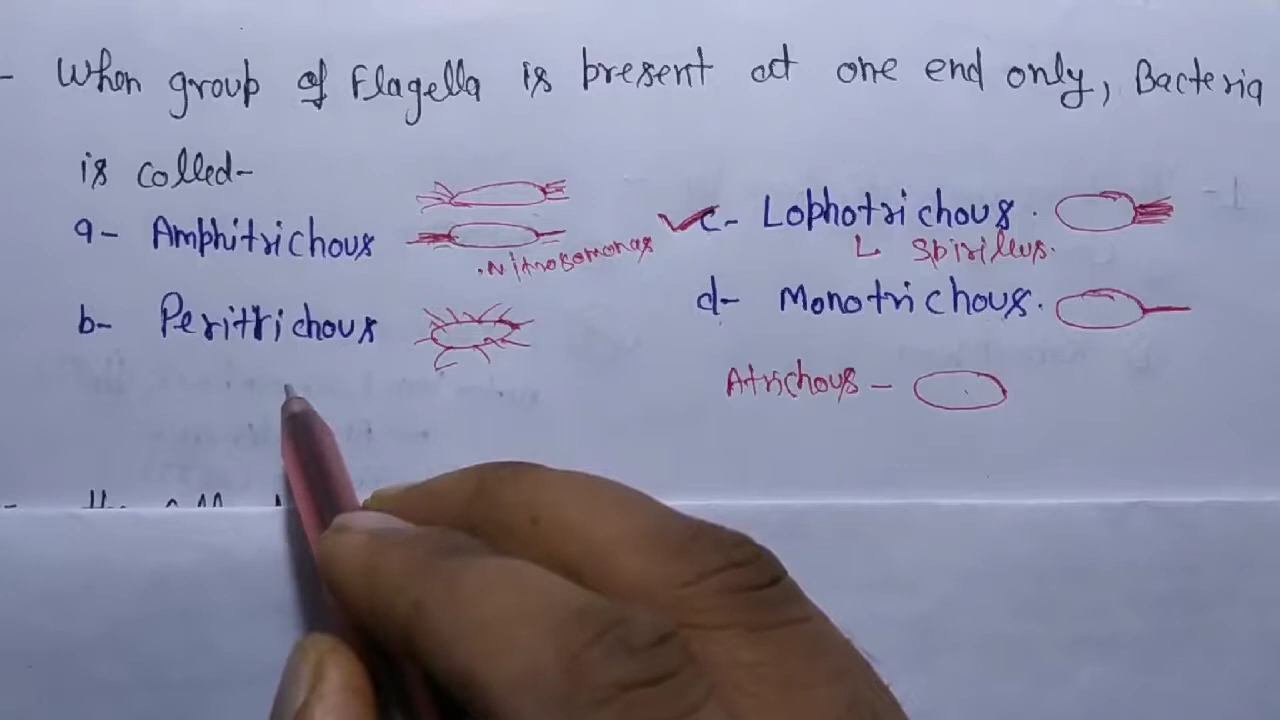 - When group of Flagella is present at one end only, Bacteria
is called-
a- Amphitrichous
.Nitrosomonas
b- Peritrichous
c- Lophotrichous.
Spirillus.
d- Monotrichous.
Atrichous -